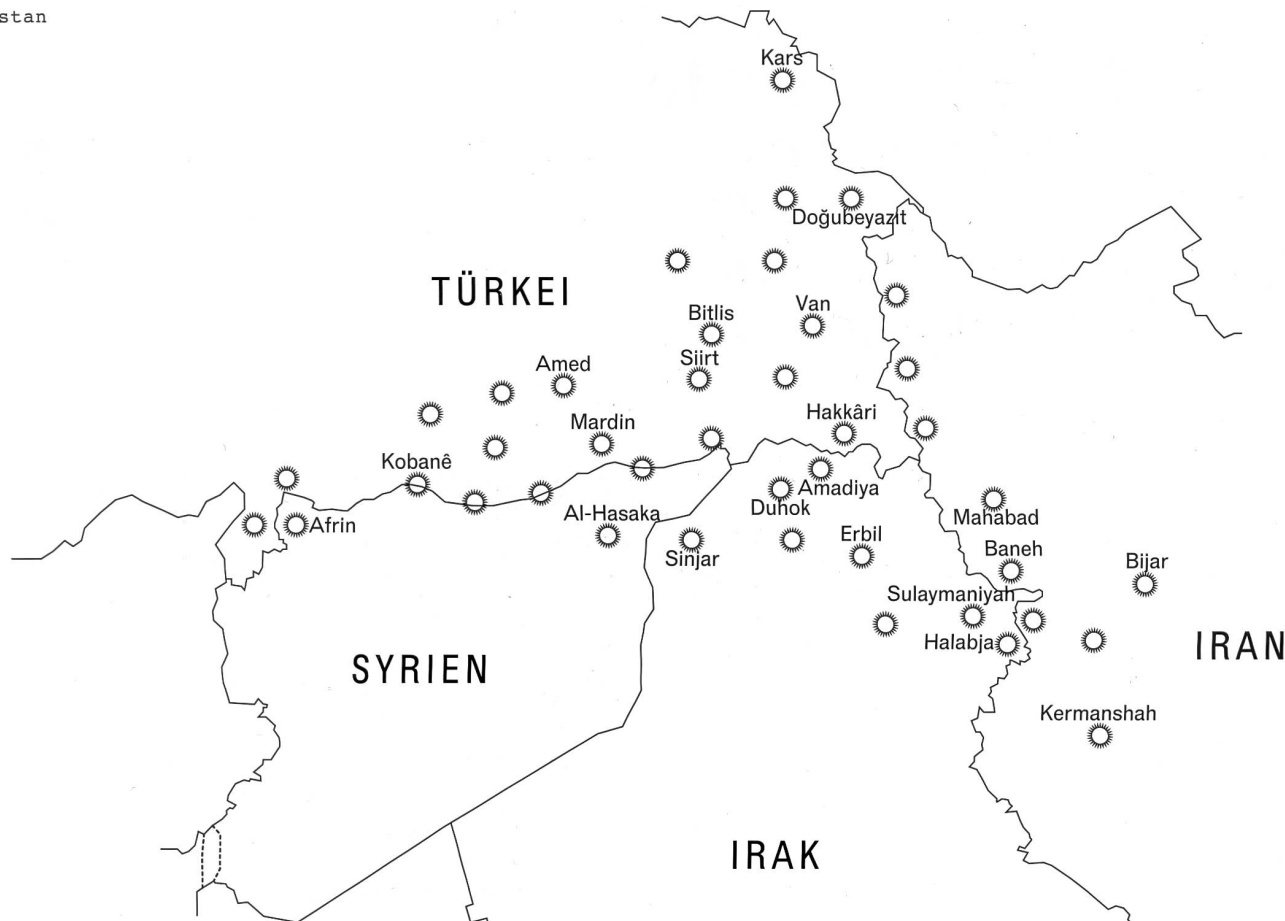 stan
Kars
Doğubeyazıt
TÜRKEI
Van
Bitlis
Siirt
Amed
Hakkâri
Mardin
Kobanê
Amadiya
Duhok
Mahabad
Al-Hasaka
Afrin
Erbil
Sinjar
Baneh
Bijar
Sulaymaniyah
Halabja
IRAN
SYRIEN
Kermanshah
IRAK